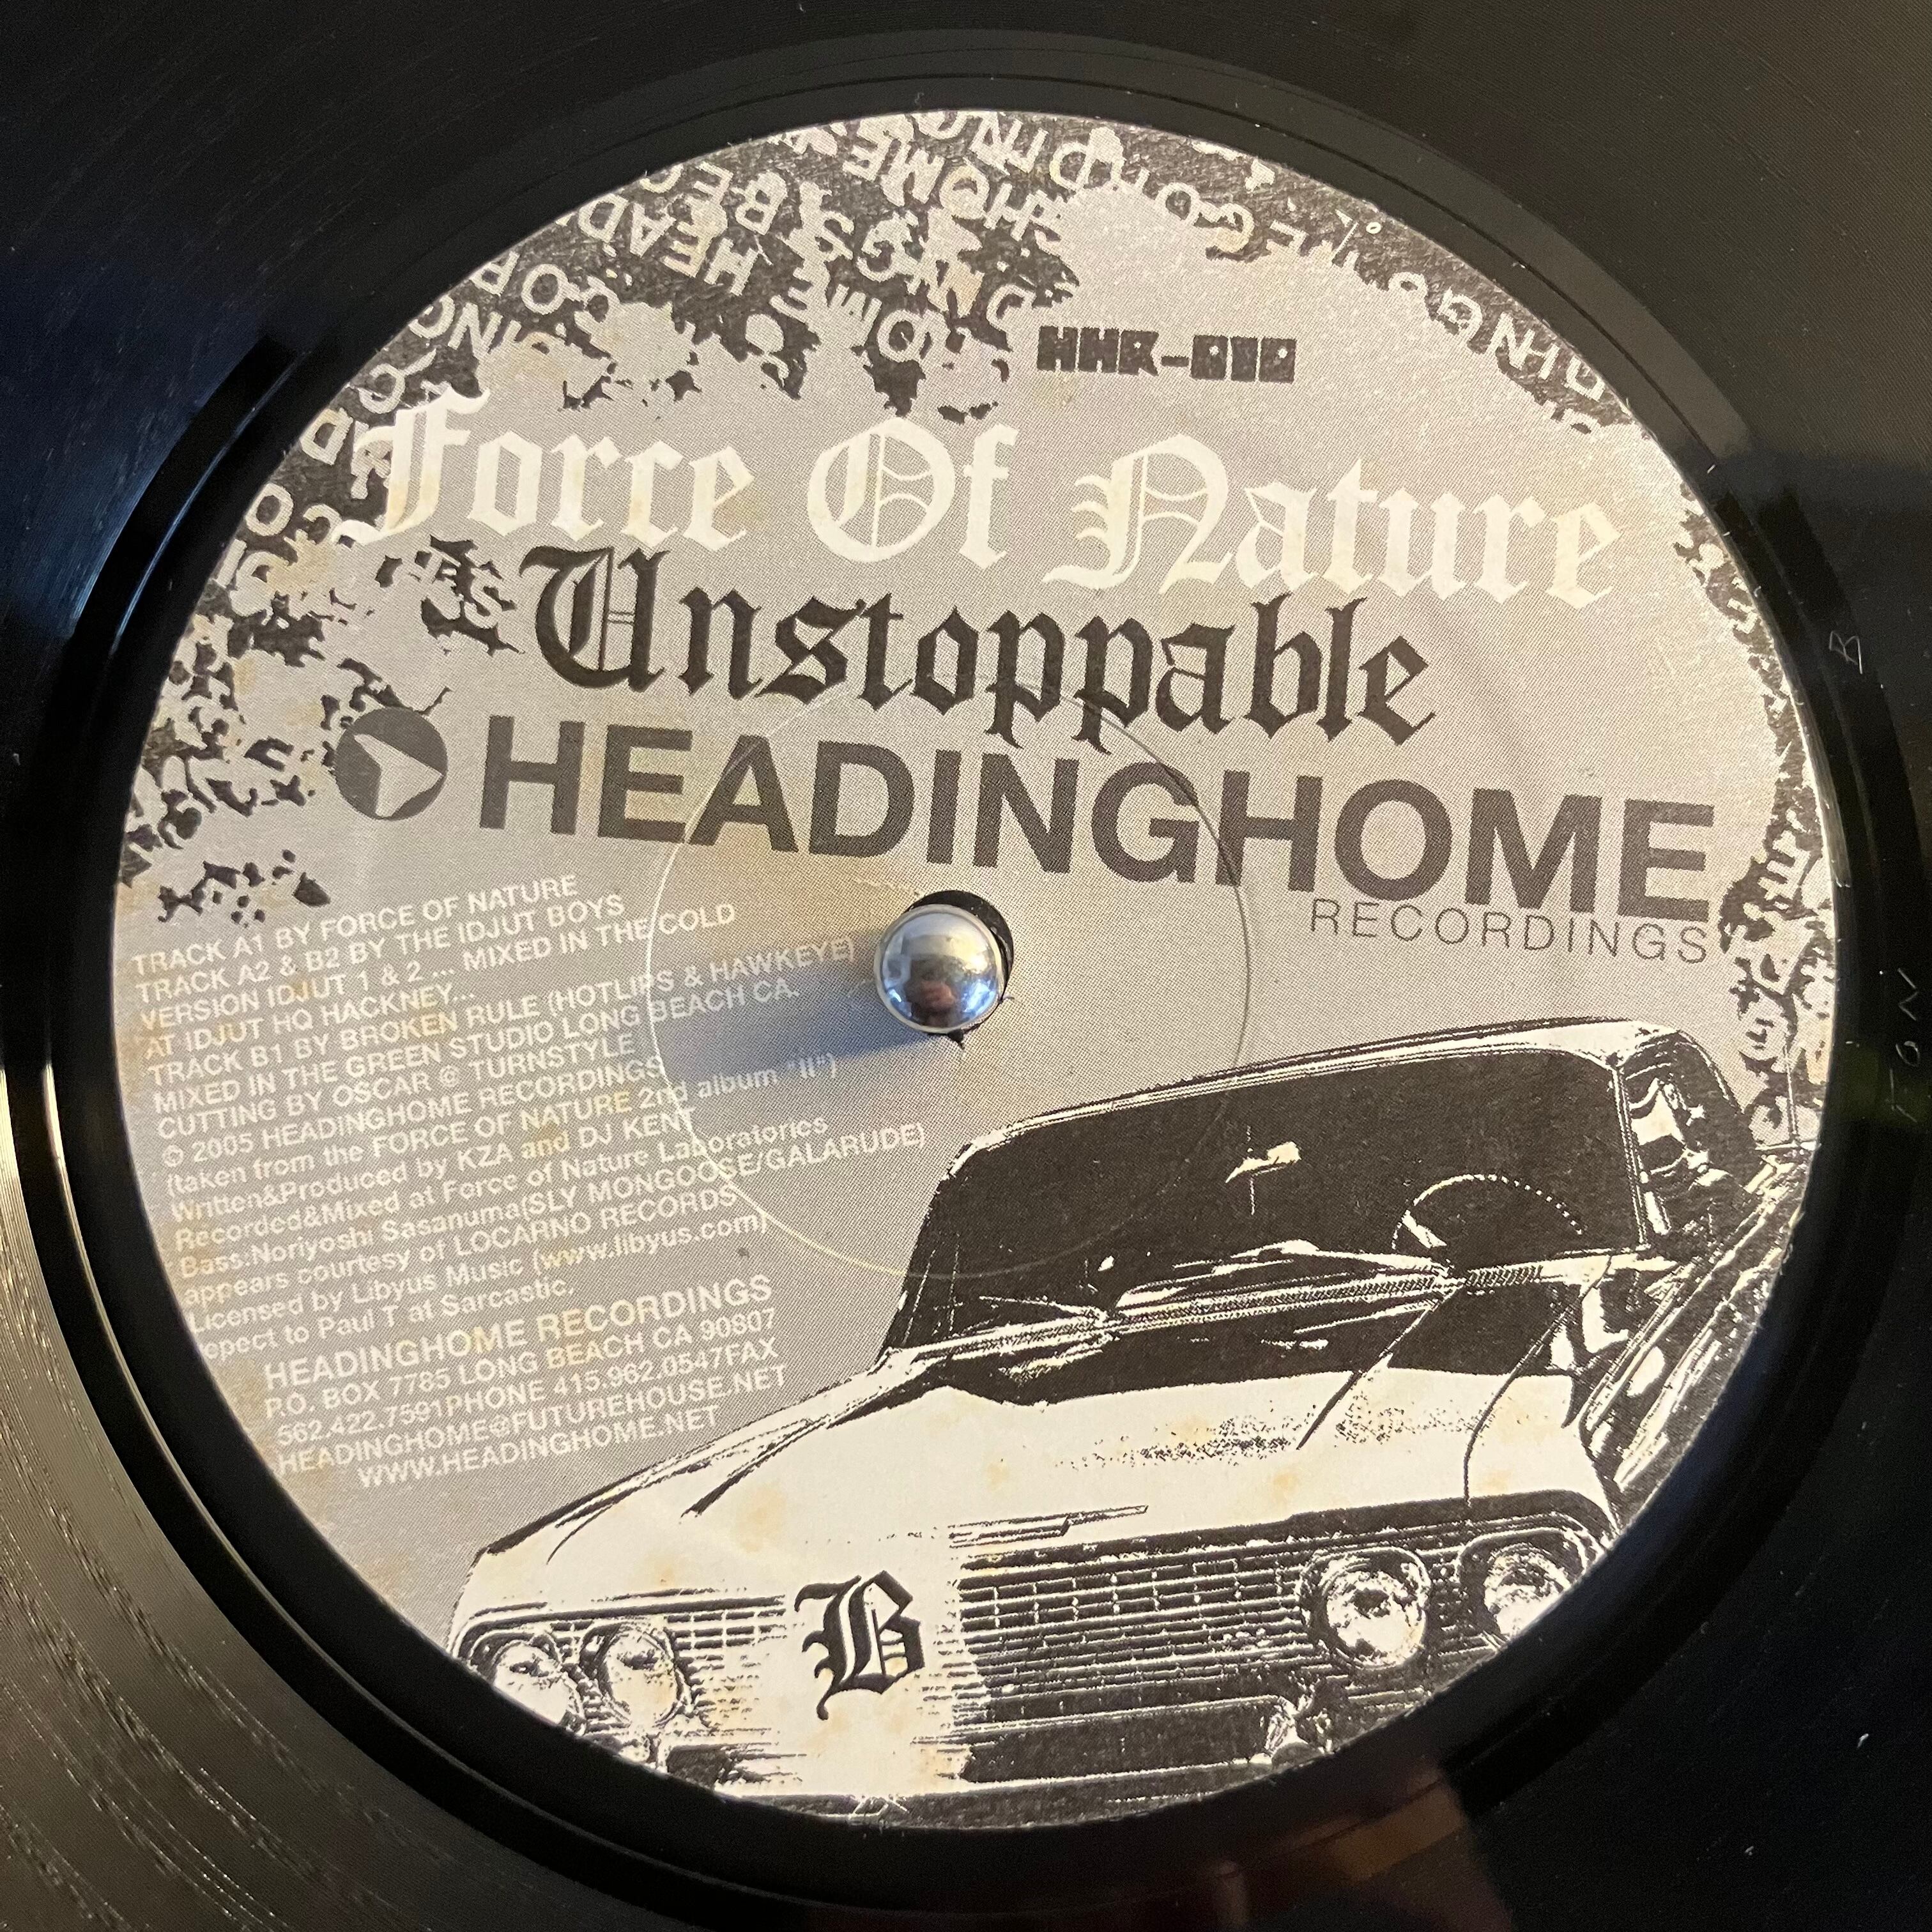 HHR-010
Force Of Nature
Unstoppable
HEADINGHOME
RECORDINGS
TRACK A1 BY FORCE OF NATURE
TRACK A2 & B2 BY THE IDJUT BOYS
VERSION IDJUT 1 & 2 ... MIXED IN THE COLD
AT IDJUT HQ HACKNEY...
TRACK B1 BY BROKEN RULE (HOTLIPS & HAWKEYE)
MIXED IN THE GREEN STUDIO LONG BEACH CA.
CUTTING BY OSCAR @ TURNSTYLE
© 2005 HEADINGHOME RECORDINGS
(taken from the FORCE OF NATURE 2nd album "II")
Written&Produced by KZA and DJ KENT
Recorded&Mixed at Force of Nature Laboratories
Bass:Noriyoshi Sasanuma(SLY MONGOOSE/GALARUDE)
appears courtesy of LOCARNO RECORDS
Licensed by Libyus Music (www.libyus.com)
epect to Paul T at Sarcastic.
HEADINGHOME RECORDINGS
P.O. BOX 7785 LONG BEACH CA 90807
562.422.7591PHONE 415.962.0547FAX
HEADINGHOME@FUTUREHOUSE.NET
WWW.HEADINGHOME.NET
B